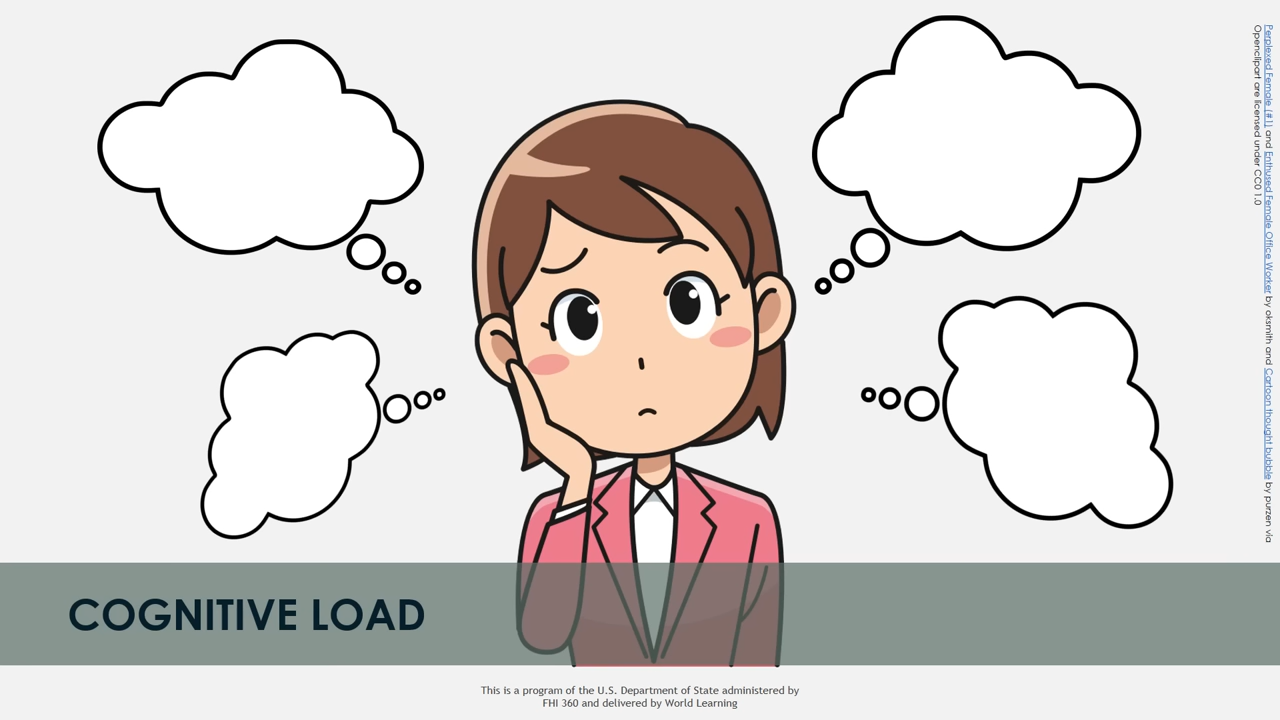 COGNITIVE LOAD
This is a program of the U.S. Department of State administered by
FHI 360 and delivered by World Learning
Perplexed Female (#1) and Enthused Female Office Worker by oksmith and Cartoon thought bubble by purzen via
Openclipart are licensed under CC0 1.0